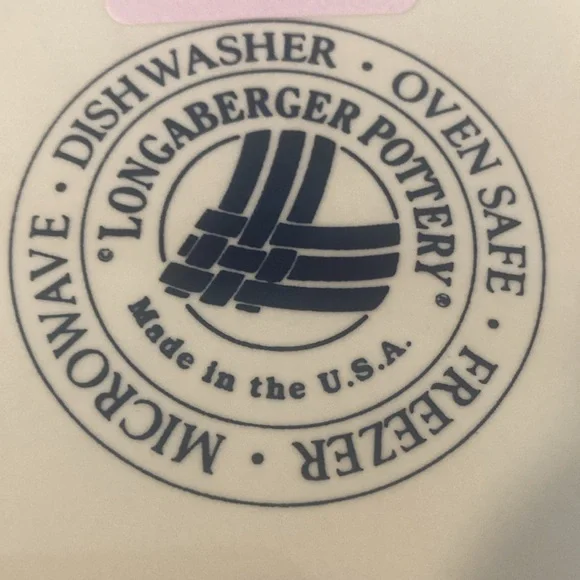 MICROWAVE · DISHWASHER · OVEN SAFE · FREEZER ·
© LONGABERGER POTTERY ®
Made in the U.S.A.